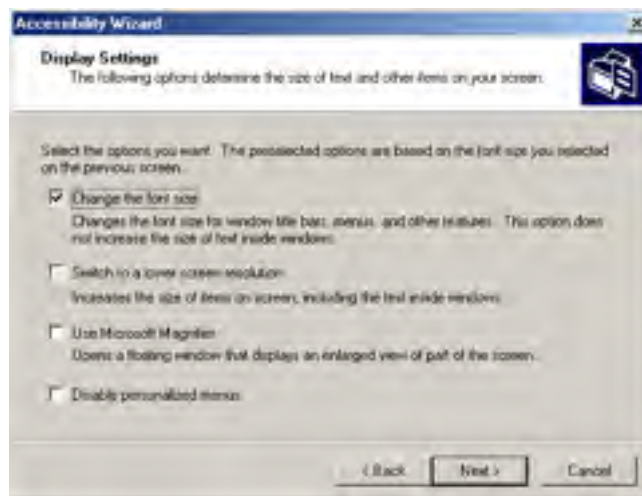 Accessibility Wizard
Display Settings
The following options determine the size of text and other items on your screen.
Select the options you want. The preselected options are based on the font size you selected
on the previous screen.
Change the font size
Changes the font size for window title bars, menus, and other features. This option does
not increase the size of text inside windows.
Switch to a lower screen resolution
Increases the size of items on screen, including the text inside windows.
Use Microsoft Magnifier
Opens a floating window that displays an enlarged view of part of the screen.
Disable personalized menus
< Back Next > Cancel